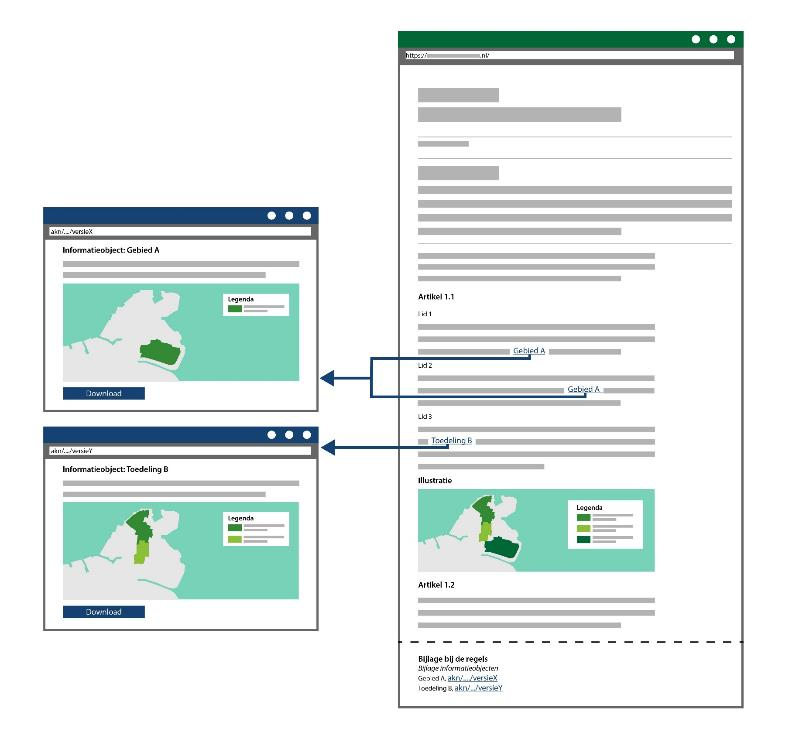 akn/..../versieX
Informatieobject: Gebied A
Legenda
Download
akn/.../versieY
Informatieobject: Toedeling B
Legenda
Download
https://
.nl/
Artikel 1.1
Lid 1
Gebied A
Lid 2
Gebied A
Lid 3
Toedeling B
Illustratie
Legenda
Artikel 1.2
Bijlage bij de regels
Bijlage informatieobjecten
Gebied A, akn/..../versieX
Toedeling B, akn/.../versieY